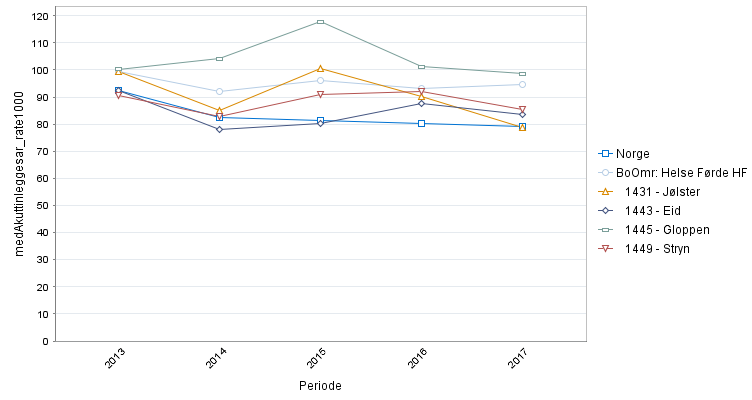 medAkuttinleggesar_rate1000
120
110
100
90
80
70
60
50
40
30
20
10
0
2013
2014
2015
2016
2017
Periode
Norge
BoOmr: Helse Førde HF
1431 - Jølster
1443 - Eid
1445 - Gloppen
1449 - Stryn